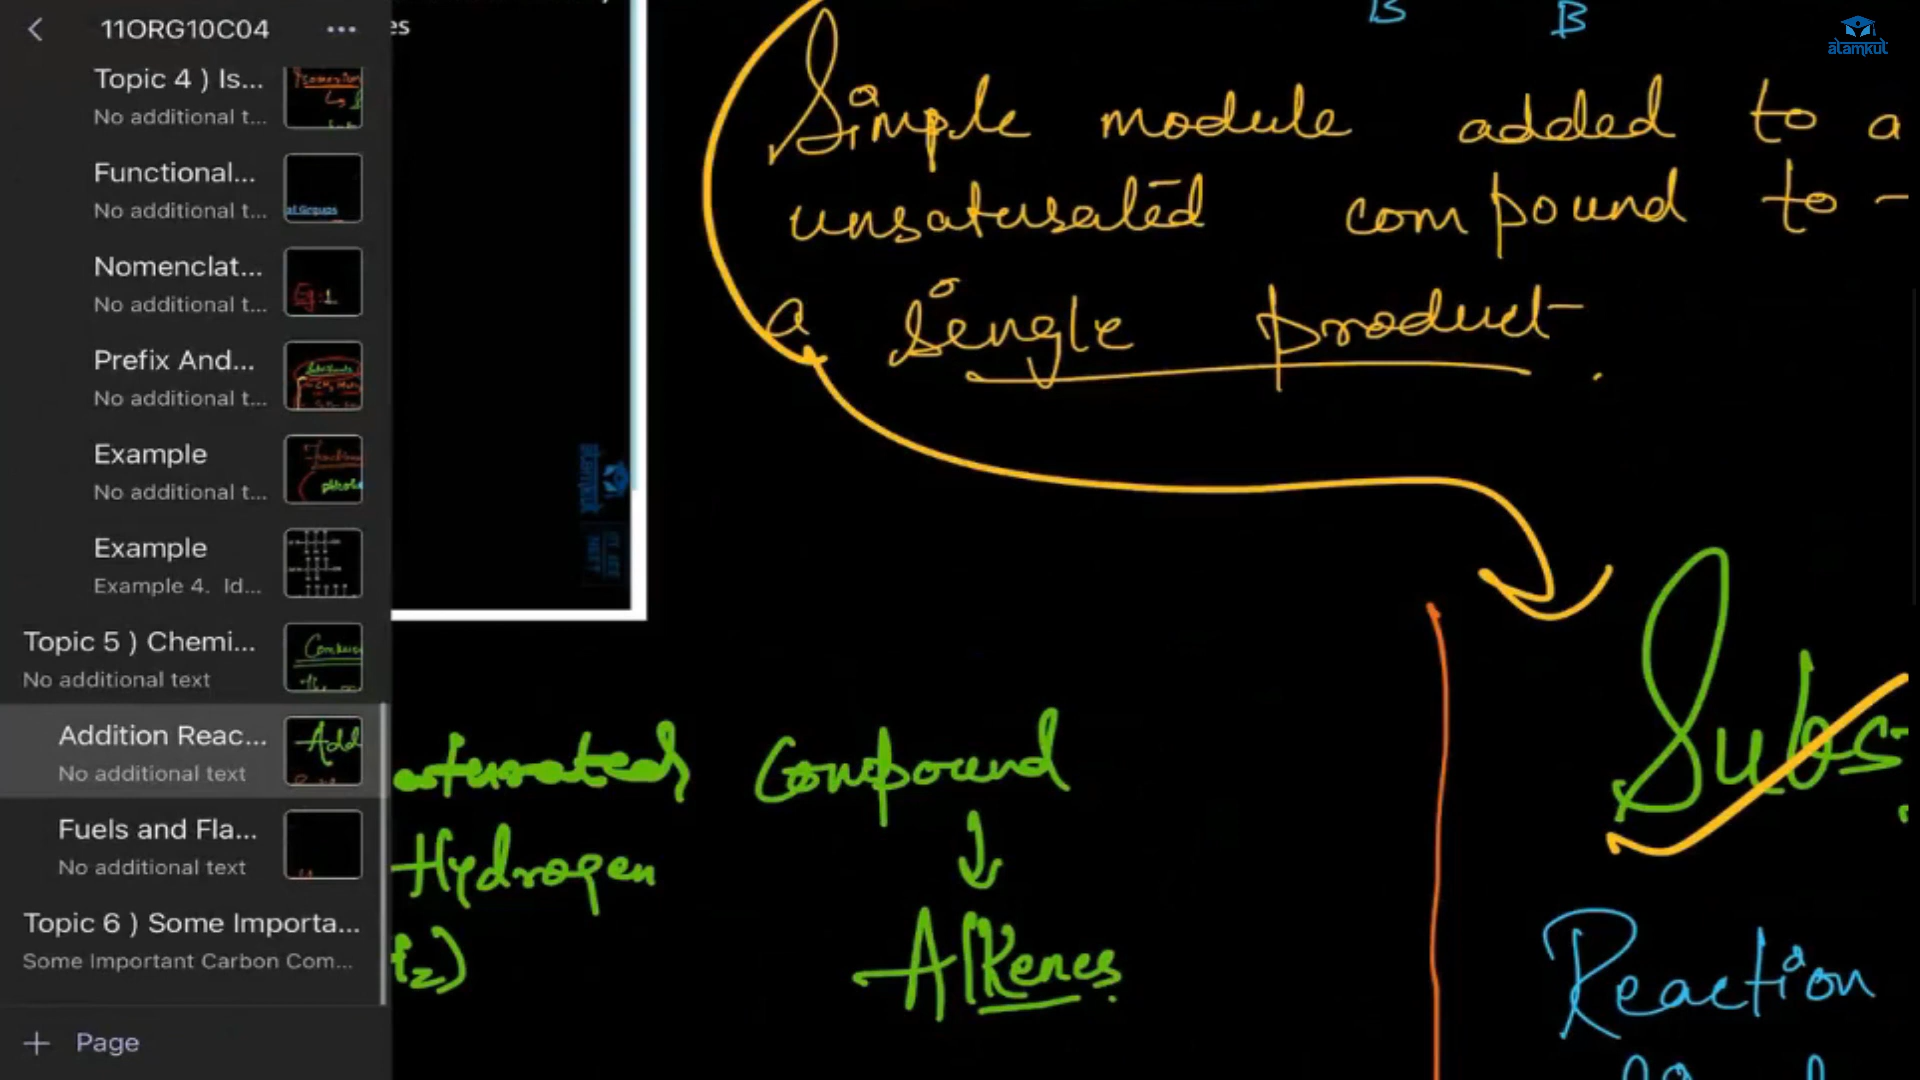 11ORG10C04
Topic 4 ) Is...
No additional t...
Functional...
No additional t...
Nomenclat...
No additional t...
Prefix And...
No additional t...
Example
No additional t...
Example
Example 4. Id...
Topic 5 ) Chemi...
No additional text
Addition Reac...
No additional text
Fuels and Fla...
No additional text
Topic 6 ) Some Importa...
Some Important Carbon Com...
+ Page
es
B B
alamkul
Simple module added to a
unsaturated compound to -
a single product.
aturated Compound
Hydrogen
Alkenes
Subs
Reaction